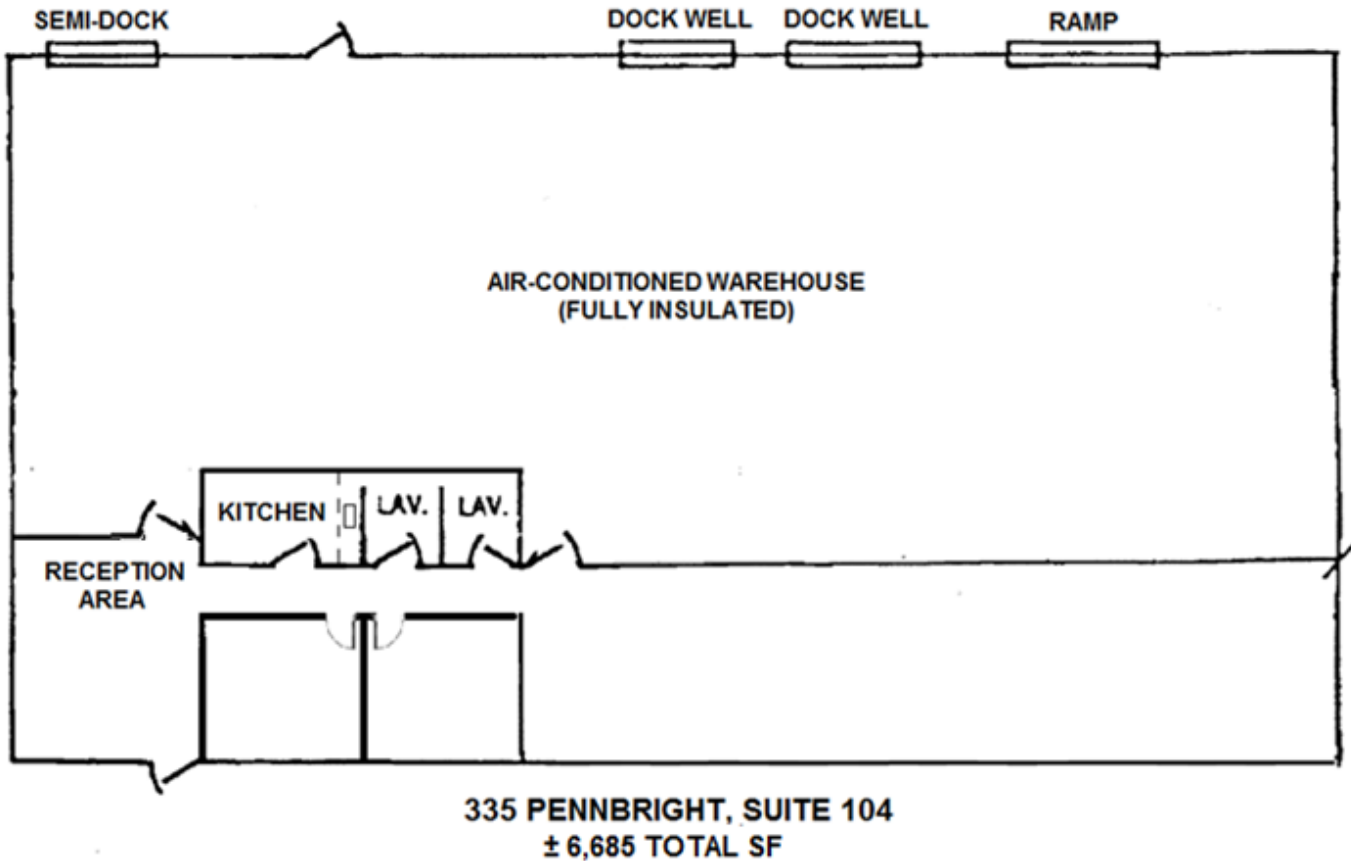 SEMI-DOCK
DOCK WELL
DOCK WELL
RAMP
AIR-CONDITIONED WAREHOUSE
(FULLY INSULATED)
KITCHEN
LAV.
LAV.
RECEPTION
AREA
335 PENNBRIGHT, SUITE 104
± 6,685 TOTAL SF